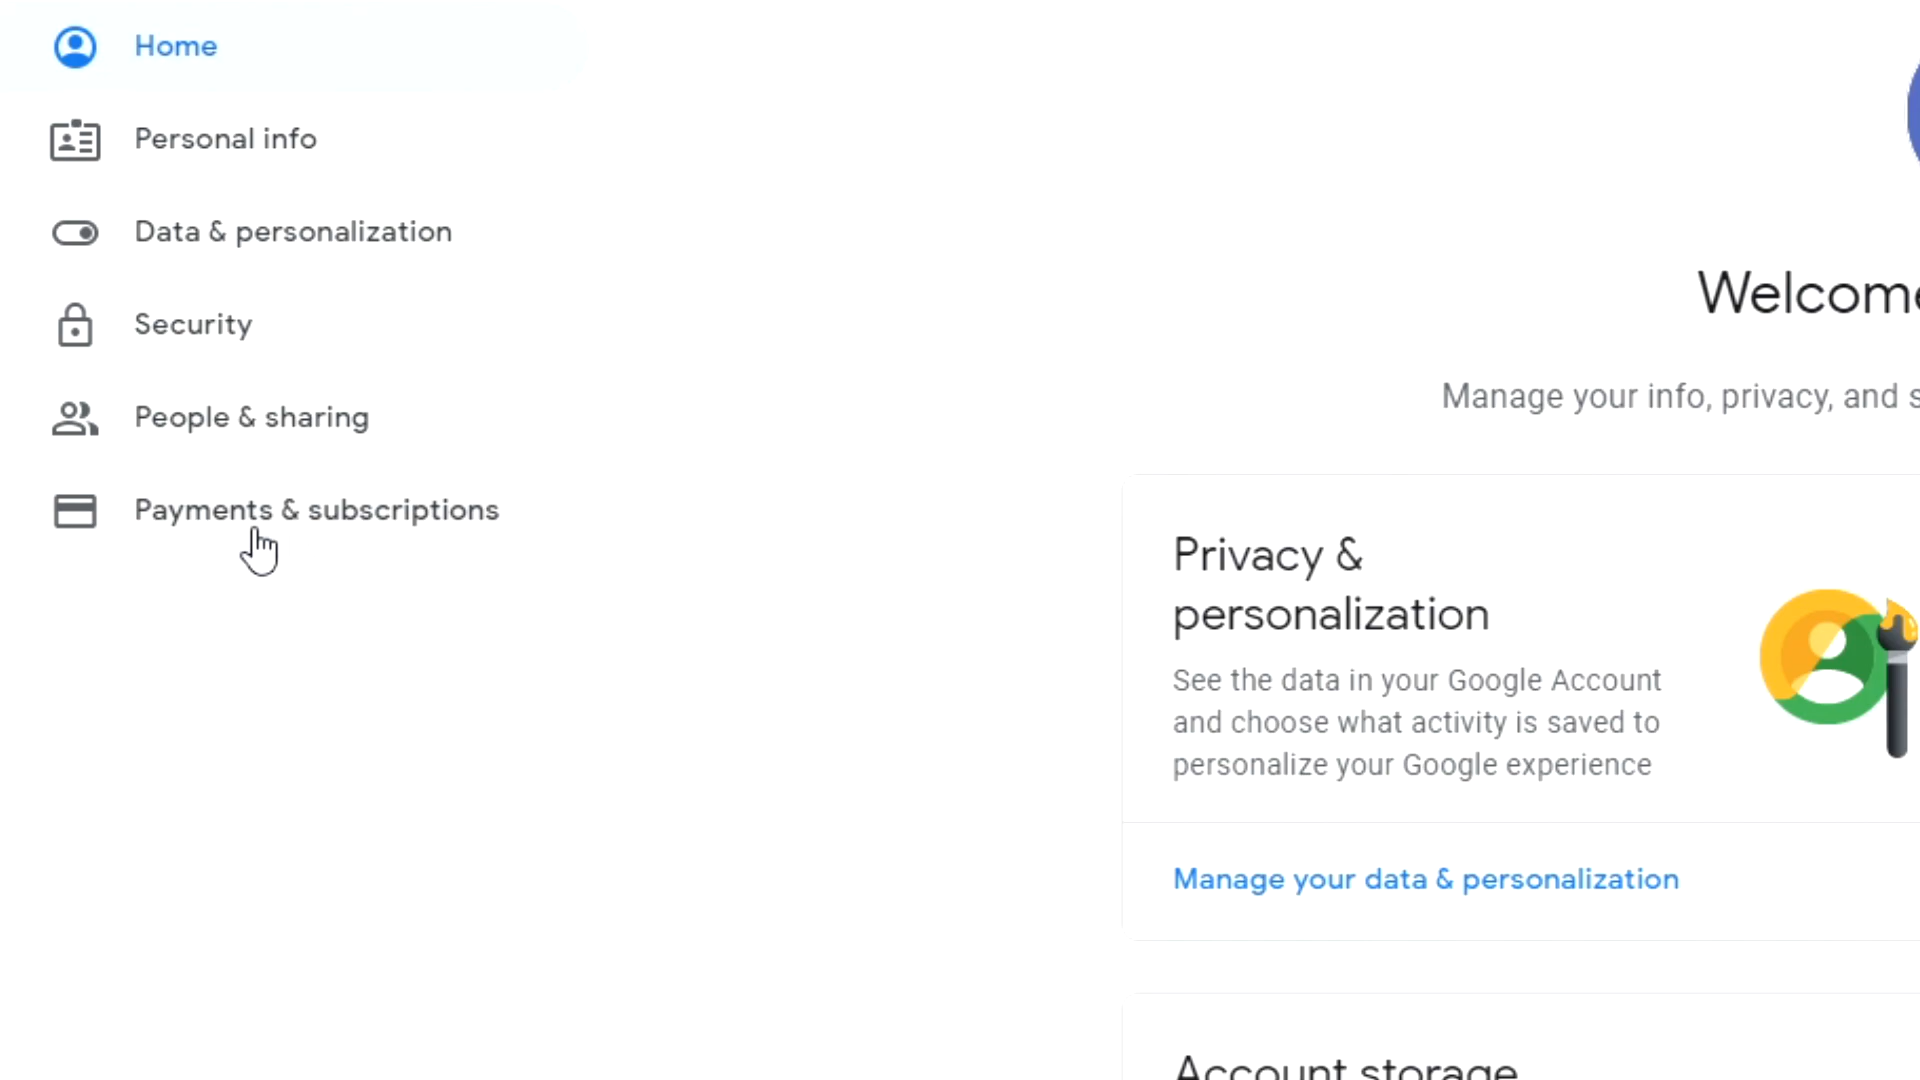 Home
Personal info
Data & personalization
Security
People & sharing
Payments & subscriptions
Welcome
Manage your info, privacy, and s
Privacy &
personalization
See the data in your Google Account
and choose what activity is saved to
personalize your Google experience
Manage your data & personalization
Account storage